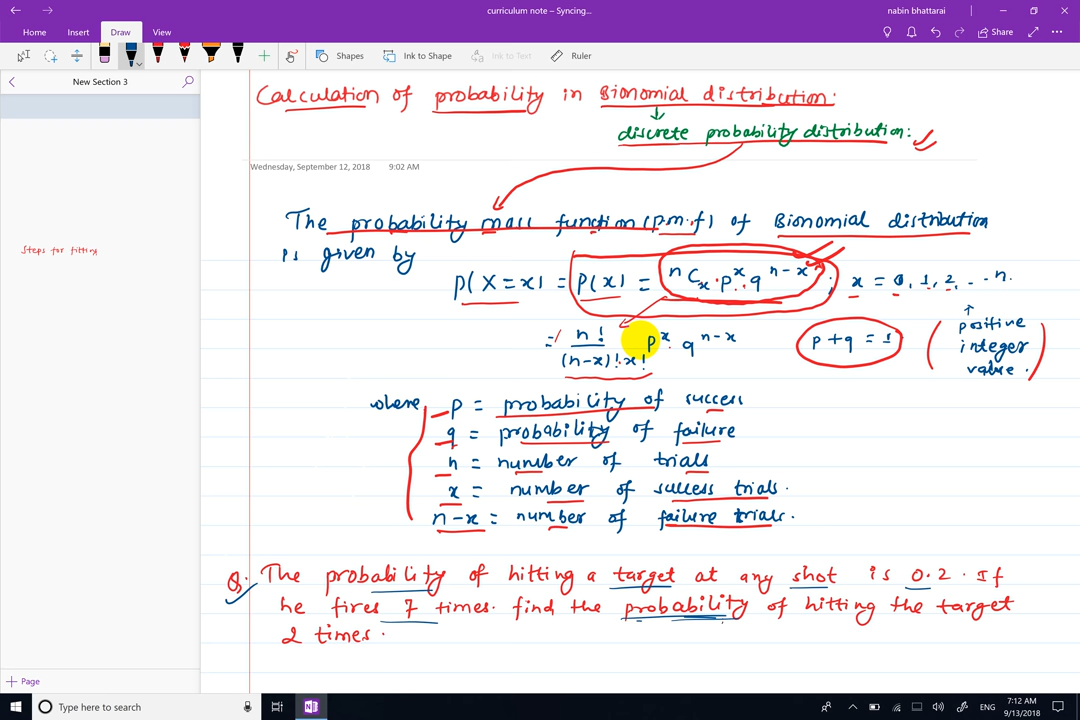 curriculum note – Syncing...
nabin bhattarai
Home Insert Draw View
Share
Shapes Ink to Shape Ink to Text Ruler
New Section 3
Calculation of probability in Bionomial distribution.
discrete probability distribution:
Wednesday, September 12, 2018 9:02 AM
The probability mass function (p.m.f) of Bionomial distribution
is given by
Steps for fitting
p(X=x) = p(x) = ⁿCₓ·pˣ·qⁿ⁻ˣ ; x = 0, 1, 2, ... n.
= n!/((n-x)!·x!) pˣ·qⁿ⁻ˣ
p+q = 1
(positive
integer
value.)
where p = probability of success
q = probability of failure
n = number of trials
x = number of success trials.
n-x = number of failure trials.
Q. The probability of hitting a target at any shot is 0.2. If
he fires 7 times. find the probability of hitting the target
2 times.
+ Page
Type here to search
ENG
7:12 AM
9/13/2018